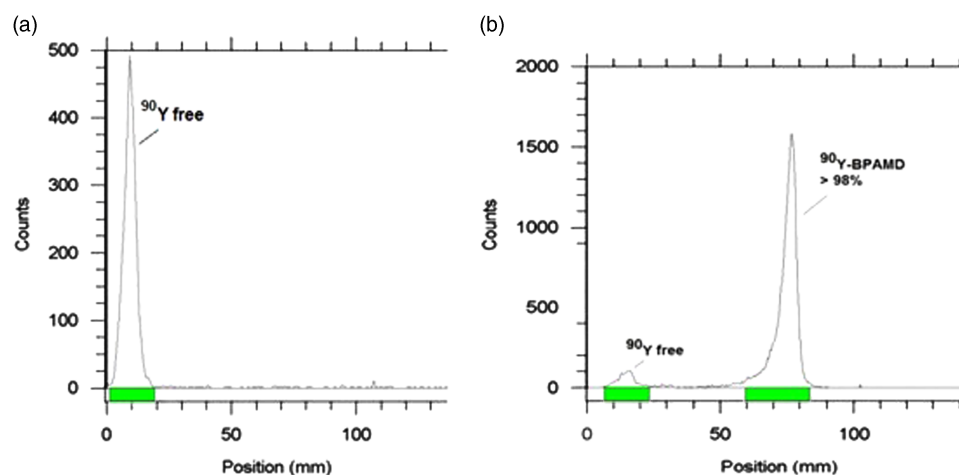 (a)
500
400
300
200
100
0
Counts
⁹⁰Y free
0 50 100
Position (mm)
(b)
2000
1500
1000
500
0
Counts
⁹⁰Y-BPAMD
> 98%
⁹⁰Y free
0 50 100
Position (mm)